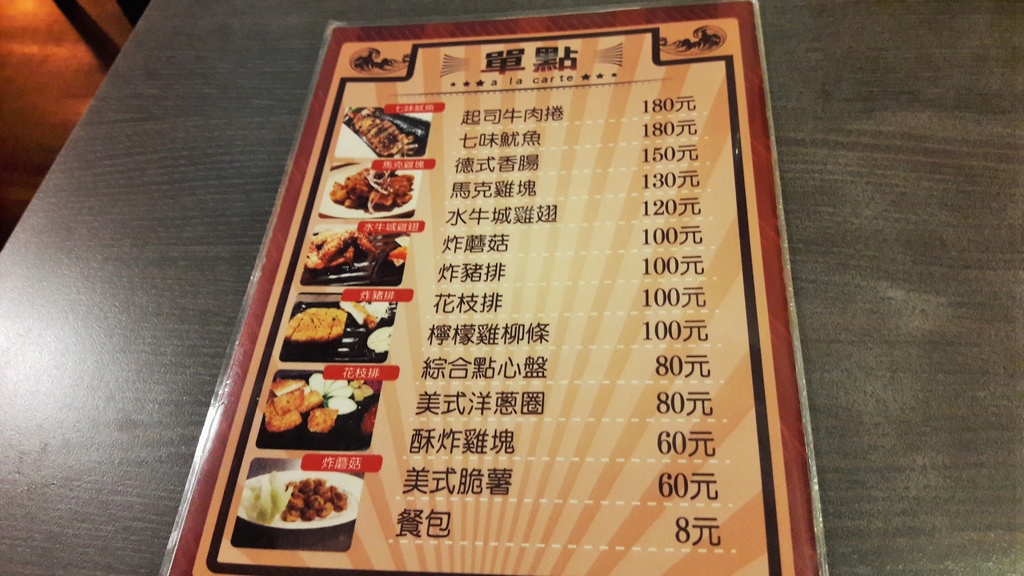 單點
a la carte
七味魷魚
馬克雞塊
水牛城雞翅
炸豬排
花枝排
炸蘑菇
起司牛肉捲 180元
七味魷魚 180元
德式香腸 150元
馬克雞塊 130元
水牛城雞翅 120元
炸蘑菇 100元
炸豬排 100元
花枝排 100元
檸檬雞柳條 100元
綜合點心盤 80元
美式洋蔥圈 80元
酥炸雞塊 60元
美式脆薯 60元
餐包 8元